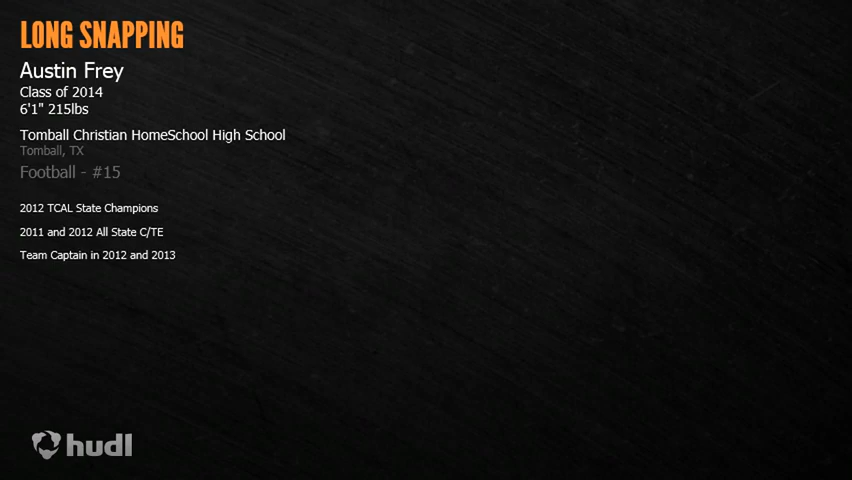 LONG SNAPPING
Austin Frey
Class of 2014
6'1" 215lbs
Tomball Christian HomeSchool High School
Tomball, TX
Football - #15
2012 TCAL State Champions
2011 and 2012 All State C/TE
Team Captain in 2012 and 2013
hudl